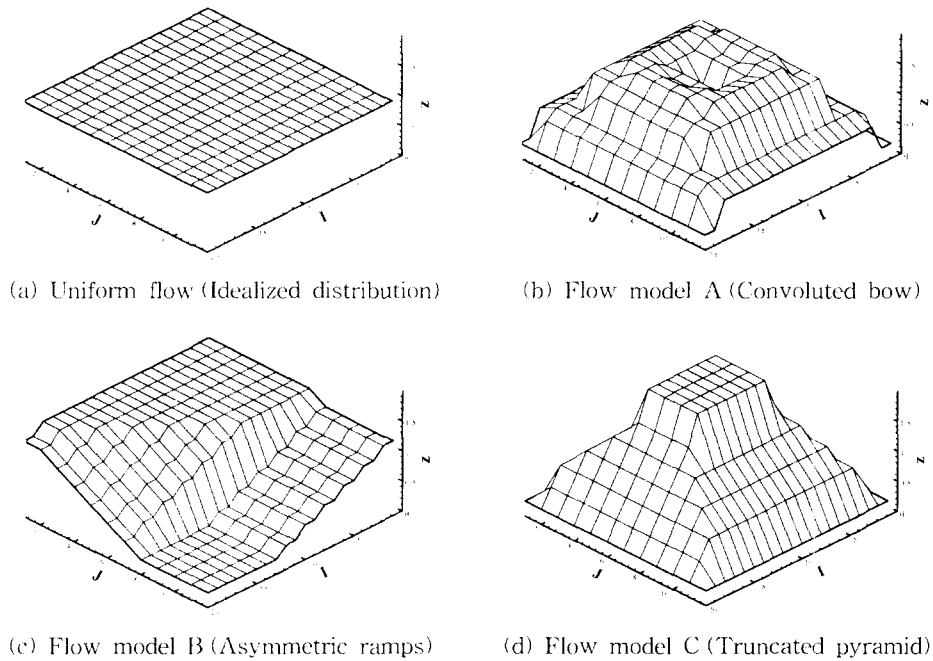 Z
Z
J
I
J
I
(a) Uniform flow (Idealized distribution)
(b) Flow model A (Convoluted bow)
Z
Z
J
I
J
I
(c) Flow model B (Asymmetric ramps)
(d) Flow model C (Truncated pyramid)